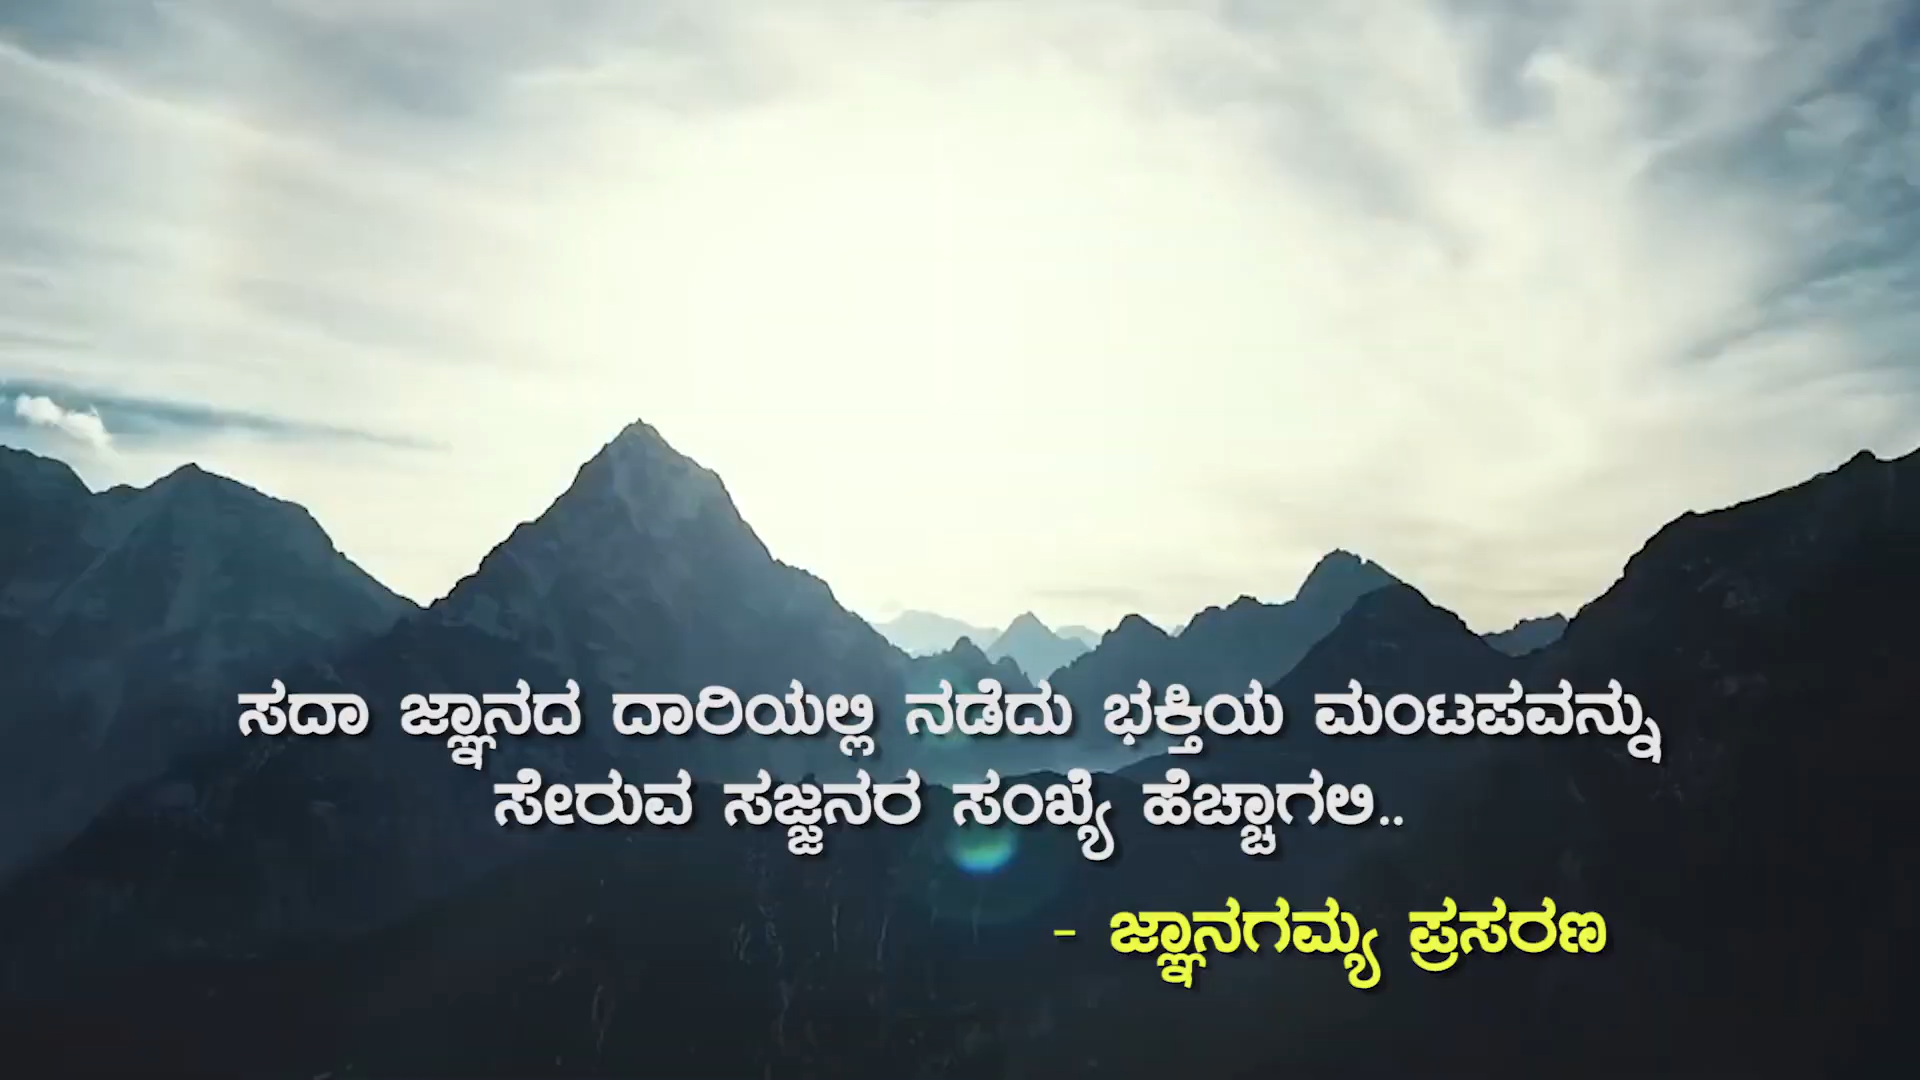 ಸದಾ ಜ್ಞಾನದ ದಾರಿಯಲ್ಲಿ ನಡೆದು ಭಕ್ತಿಯ ಮಂಟಪವನ್ನು
ಸೇರುವ ಸಜ್ಜನರ ಸಂಖ್ಯೆ ಹೆಚ್ಚಾಗಲಿ..
- ಜ್ಞಾನಗಮ್ಯ ಪ್ರಸರಣ